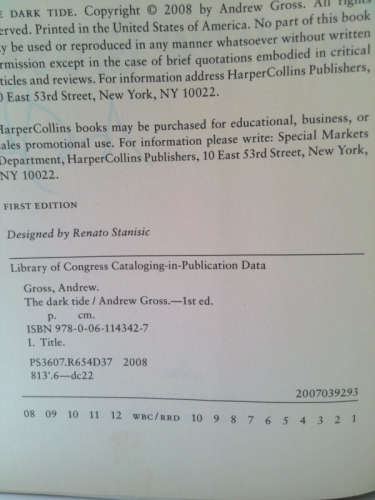 E DARK TIDE. Copyright © 2008 by Andrew Gross. All rights
erved. Printed in the United States of America. No part of this book
y be used or reproduced in any manner whatsoever without written
rmission except in the case of brief quotations embodied in critical
ticles and reviews. For information address HarperCollins Publishers,
0 East 53rd Street, New York, NY 10022.
HarperCollins books may be purchased for educational, business, or
sales promotional use. For information please write: Special Markets
Department, HarperCollins Publishers, 10 East 53rd Street, New York,
NY 10022.
FIRST EDITION
Designed by Renato Stanisic
Library of Congress Cataloging-in-Publication Data
Gross, Andrew.
The dark tide / Andrew Gross.—1st ed.
p. cm.
ISBN 978-0-06-114342-7
I. Title.
PS3607.R654D37 2008
813'.6—dc22
2007039293
08 09 10 11 12 WBC/RRD 10 9 8 7 6 5 4 3 2 1